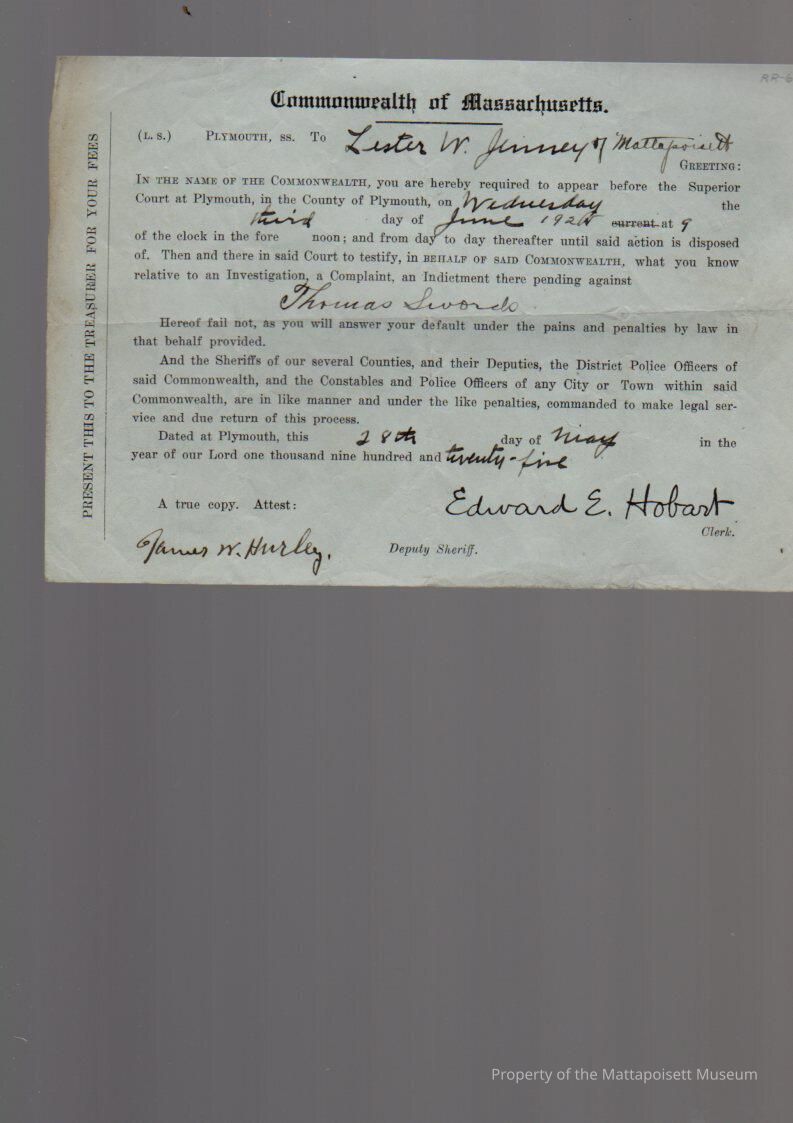 RR-6
Commonwealth of Massachusetts.
(L. S.) PLYMOUTH, SS. To Lester W. Jenney of Mattapoisett
GREETING:
IN THE NAME OF THE COMMONWEALTH, you are hereby required to appear before the Superior
Court at Plymouth, in the County of Plymouth, on Wednesday the
third day of June 1925 current at 9
of the clock in the fore noon; and from day to day thereafter until said action is disposed
of. Then and there in said Court to testify, in BEHALF OF SAID COMMONWEALTH, what you know
relative to an Investigation, a Complaint, an Indictment there pending against
Thomas Swords
Hereof fail not, as you will answer your default under the pains and penalties by law in
that behalf provided.
And the Sheriffs of our several Counties, and their Deputies, the District Police Officers of
said Commonwealth, and the Constables and Police Officers of any City or Town within said
Commonwealth, are in like manner and under the like penalties, commanded to make legal ser-
vice and due return of this process.
Dated at Plymouth, this 28th day of May in the
year of our Lord one thousand nine hundred and twenty-five
A true copy. Attest: Edward E. Hobart
Clerk.
James W. Hurley, Deputy Sheriff.
PRESENT THIS TO THE TREASURER FOR YOUR FEES
Property of the Mattapoisett Museum